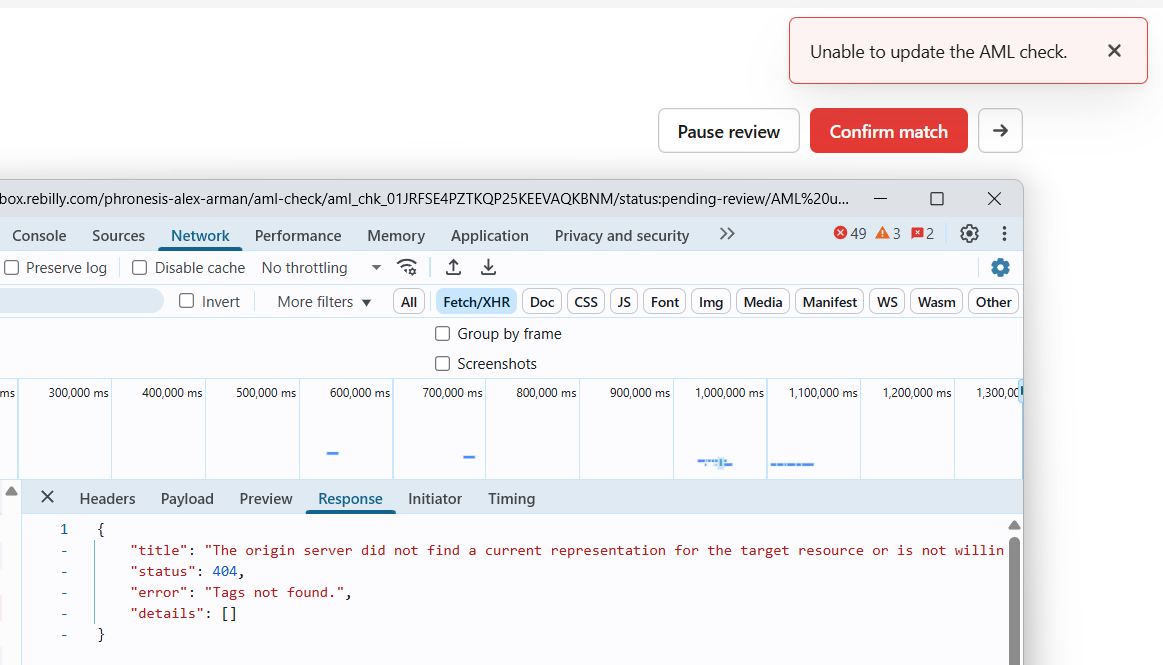 Unable to update the AML check.
Pause review
Confirm match
box.rebilly.com/phronesis-alex-arman/aml-check/aml_chk_01JRFSE4PZTKQP25KEEVAQKBNM/status:pending-review/AML%20u...
Console Sources Network Performance Memory Application Privacy and security 49 3 2
Preserve log Disable cache No throttling
Invert More filters All Fetch/XHR Doc CSS JS Font Img Media Manifest WS Wasm Other
Group by frame
Screenshots
ms 300,000 ms 400,000 ms 500,000 ms 600,000 ms 700,000 ms 800,000 ms 900,000 ms 1,000,000 ms 1,100,000 ms 1,200,000 ms 1,300,00
Headers Payload Preview Response Initiator Timing
1 {
- "title": "The origin server did not find a current representation for the target resource or is not willin
- "status": 404,
- "error": "Tags not found.",
- "details": []
- }